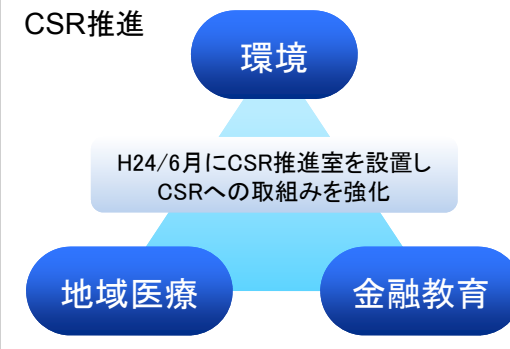 CSR推進
環境
H24/6月にCSR推進室を設置し
CSRへの取組みを強化
地域医療
金融教育